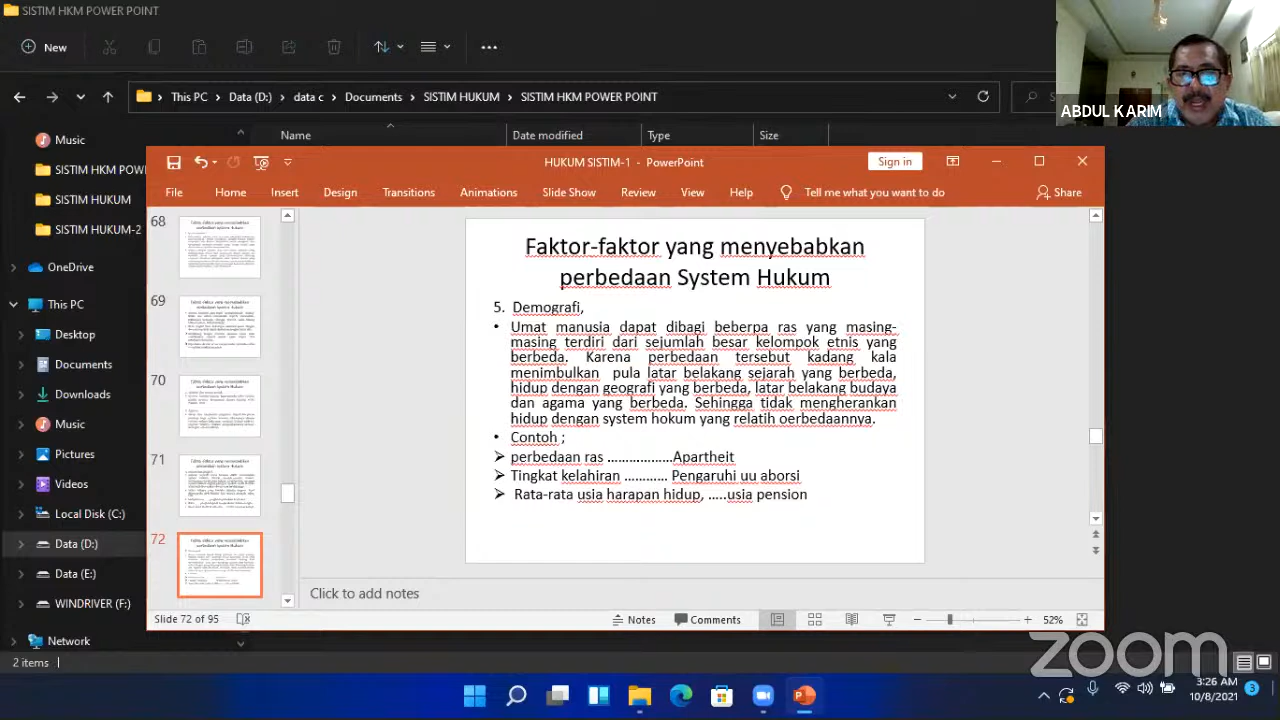 SISTIM HKM POWER POINT
New
This PC
Data (D:)
data c
Documents
SISTIM HUKUM
SISTIM HKM POWER POINT
ABDUL KARIM
Music
SISTIM HKM POW
SISTIM HUKUM
SISTIM HUKUM-2
OneDrive
This PC
Desktop
Documents
Downloads
Music
Pictures
Videos
Local Disk (C:)
Data (D:)
Data (E:)
WINDRIVER (F:)
Network
2 items
Name
Date modified
Type
Size
HUKUM SISTIM-1 - PowerPoint
Sign in
File
Home
Insert
Design
Transitions
Animations
Slide Show
Review
View
Help
Tell me what you want to do
Share
68
69
70
71
72
Faktor-faktor yang menyebabkan
perbedaan System Hukum
5. Demografi,
• Umat manusia dapat dibagi beberpa ras yang masing-
masing terdiri dari sejumlah besar kelompok etnis yang
berbeda, Karena perbedaan tersebut kadang kala
menimbulkan pula latar belakang sejarah yang berbeda,
hidup dengan geografi yang berbeda, latar belakang budaya
dan agama yang berbeda. Sehingga tidak mengherankan
hidup dengan system hukum yang relatih oerbedaannya.
• Contoh ;
➢ perbedaan ras ...............Apartheit
➢ Tingkat kelahiran ........... Pengaruhi uu aborsi
➢ Rata-rata usia harapan hidup, .....usia pension
Click to add notes
Slide 72 of 95
Notes
Comments
52%
zoom
3:26 AM
10/8/2021
3